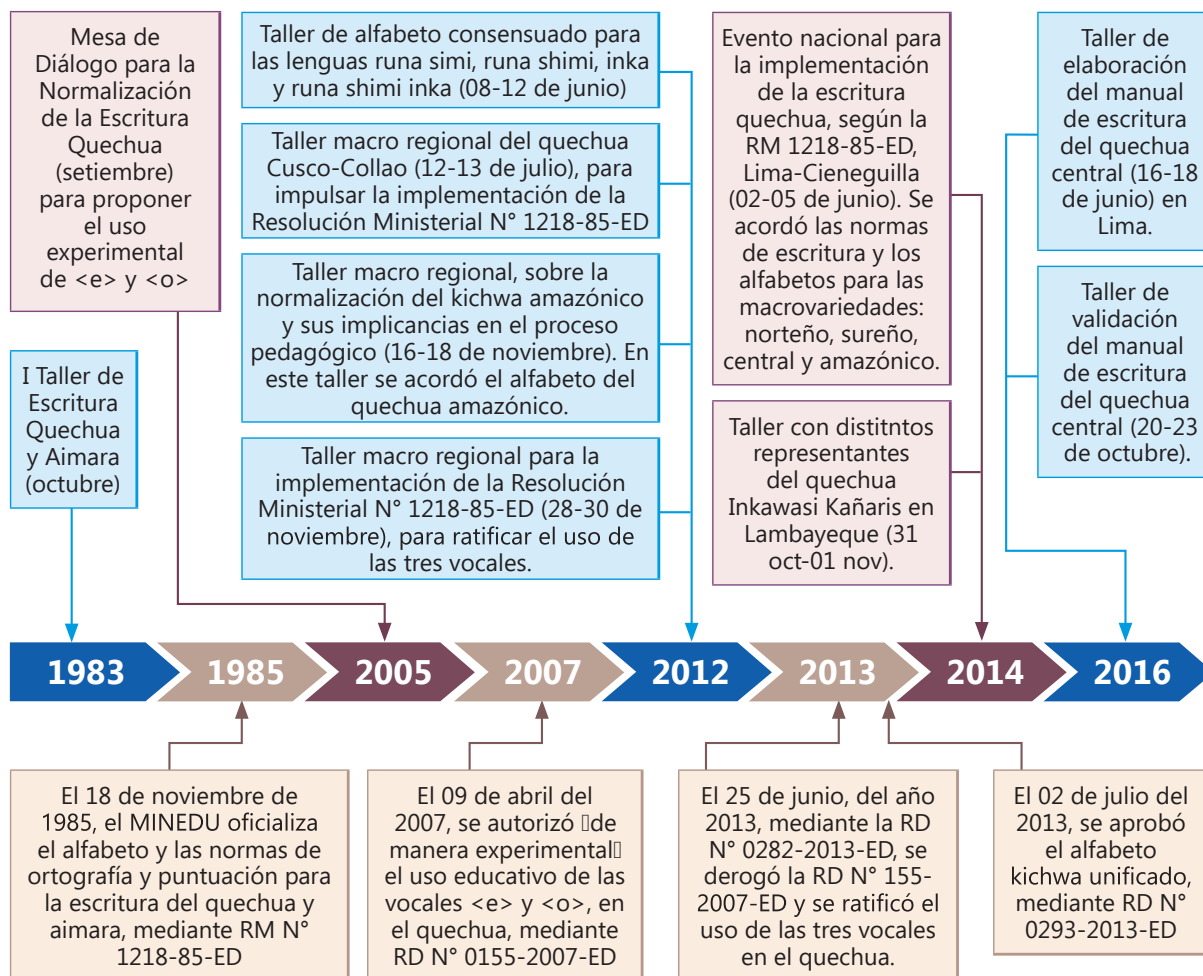 Mesa de
Diálogo para la
Normalización
de la Escritura
Quechua
(setiembre)
para proponer
el uso
experimental
de <e> y <o>
I Taller de
Escritura
Quechua
y Aimara
(octubre)
Taller de alfabeto consensuado para
las lenguas runa simi, runa shimi, inka
y runa shimi inka (08-12 de junio)
Taller macro regional del quechua
Cusco-Collao (12-13 de julio), para
impulsar la implementación de la
Resolución Ministerial N° 1218-85-ED
Taller macro regional, sobre la
normalización del kichwa amazónico
y sus implicancias en el proceso
pedagógico (16-18 de noviembre). En
este taller se acordó el alfabeto del
quechua amazónico.
Taller macro regional para la
implementación de la Resolución
Ministerial N° 1218-85-ED (28-30 de
noviembre), para ratificar el uso de
las tres vocales.
Evento nacional para
la implementación
de la escritura
quechua, según la
RM 1218-85-ED,
Lima-Cieneguilla
(02-05 de junio). Se
acordó las normas
de escritura y los
alfabetos para las
macrovariedades:
norteño, sureño,
central y amazónico.
Taller con distitntos
representantes
del quechua
Inkawasi Kañaris en
Lambayeque (31
oct-01 nov).
Taller de
elaboración
del manual
de escritura
del quechua
central (16-18
de junio) en
Lima.
Taller de
validación
del manual
de escritura
del quechua
central (20-23
de octubre).
1983
1985
2005
2007
2012
2013
2014
2016
El 18 de noviembre de
1985, el MINEDU oficializa
el alfabeto y las normas de
ortografía y puntuación para
la escritura del quechua y
aimara, mediante RM N°
1218-85-ED
El 09 de abril del
2007, se autorizó ▯de
manera experimental▯
el uso educativo de las
vocales <e> y <o>, en
el quechua, mediante
RD N° 0155-2007-ED
El 25 de junio, del año
2013, mediante la RD
N° 0282-2013-ED, se
derogó la RD N° 155-
2007-ED y se ratificó el
uso de las tres vocales
en el quechua.
El 02 de julio del
2013, se aprobó
el alfabeto
kichwa unificado,
mediante RD N°
0293-2013-ED